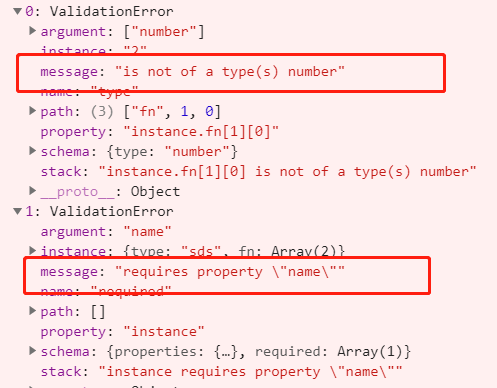 ▼0: ValidationError
▶ argument: ["number"]
instance: "2"
message: "is not of a type(s) number"
name: "type"
▶ path: (3) ["fn", 1, 0]
property: "instance.fn[1][0]"
▶ schema: {type: "number"}
stack: "instance.fn[1][0] is not of a type(s) number"
▶ __proto__: Object
▼1: ValidationError
argument: "name"
▶ instance: {type: "sds", fn: Array(2)}
message: "requires property \"name\""
name: "required"
▶ path: []
property: "instance"
▶ schema: {properties: {…}, required: Array(1)}
stack: "instance requires property \"name\""
▶ __proto__: Object